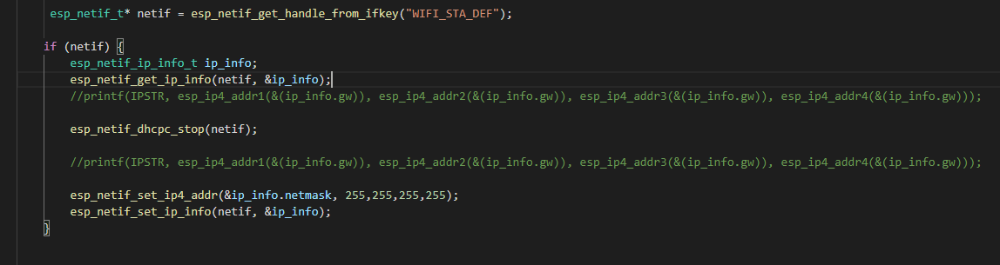 esp_netif_t* netif = esp_netif_get_handle_from_ifkey("WIFI_STA_DEF");
if (netif) {
esp_netif_ip_info_t ip_info;
esp_netif_get_ip_info(netif, &ip_info);
//printf(IPSTR, esp_ip4_addr1(&(ip_info.gw)), esp_ip4_addr2(&(ip_info.gw)), esp_ip4_addr3(&(ip_info.gw)), esp_ip4_addr4(&(ip_info.gw)));
esp_netif_dhcpc_stop(netif);
//printf(IPSTR, esp_ip4_addr1(&(ip_info.gw)), esp_ip4_addr2(&(ip_info.gw)), esp_ip4_addr3(&(ip_info.gw)), esp_ip4_addr4(&(ip_info.gw)));
esp_netif_set_ip4_addr(&ip_info.netmask, 255,255,255,255);
esp_netif_set_ip_info(netif, &ip_info);
}